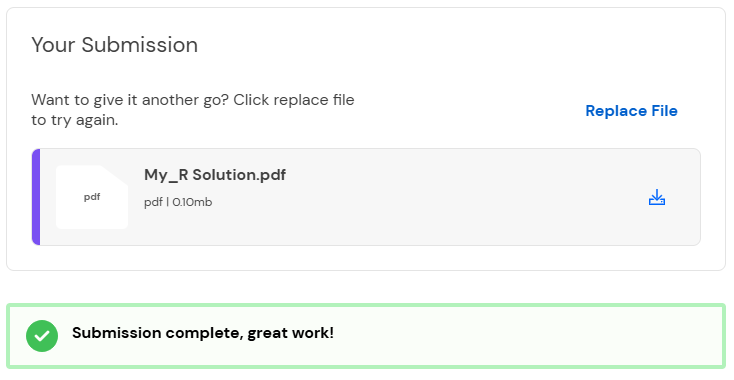 Your Submission
Want to give it another go? Click replace file
to try again.
Replace File
pdf
My_R Solution.pdf
pdf | 0.10mb
Submission complete, great work!